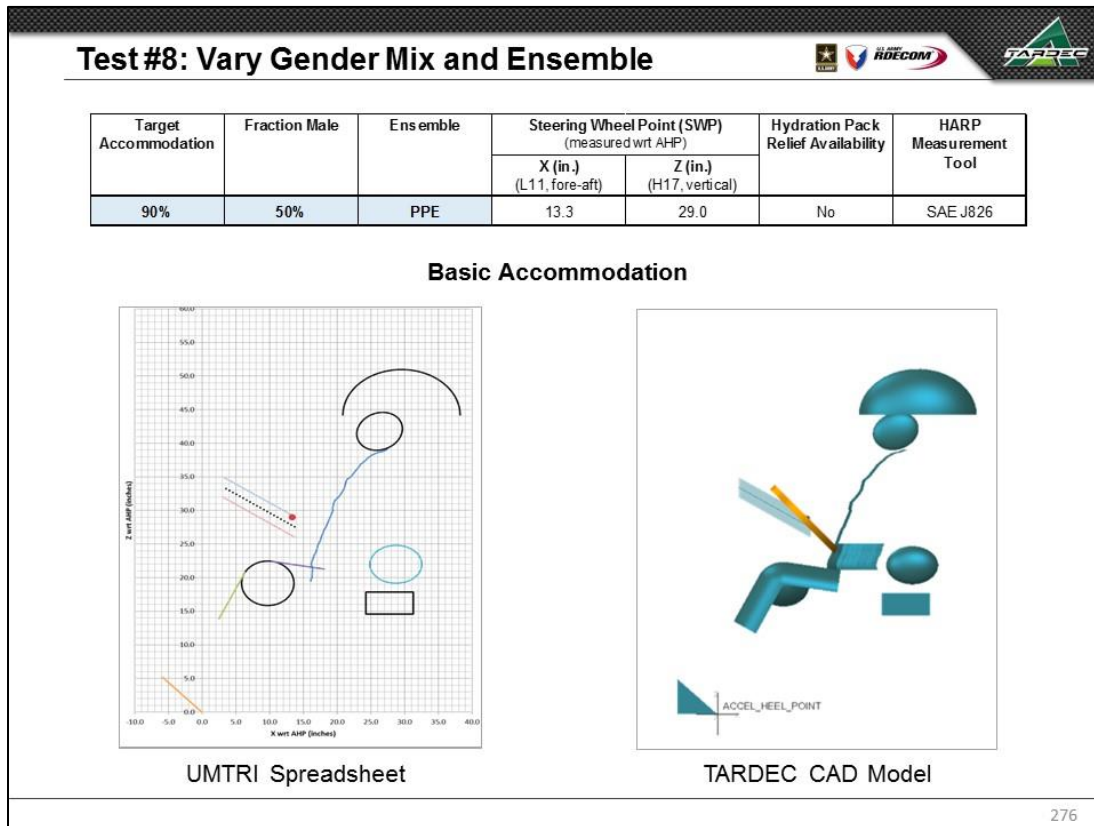 Test #8: Vary Gender Mix and Ensemble
U.S. ARMY
U.S. ARMY
RDECOM
TARDEC
Target
Accommodation
Fraction Male
Ensemble
Steering Wheel Point (SWP)
(measured wrt AHP)
Hydration Pack
Relief Availability
HARP
Measurement
Tool
X (in.)
(L11, fore-aft)
Z (in.)
(H17, vertical)
90%
50%
PPE
13.3
29.0
No
SAE J826
Basic Accommodation
60.0
55.0
50.0
45.0
40.0
35.0
30.0
25.0
20.0
15.0
10.0
5.0
0.0
Z wrt AHP (inches)
-10.0 -5.0 0.0 5.0 10.0 15.0 20.0 25.0 30.0 35.0 40.0
X wrt AHP (inches)
ACCEL_HEEL_POINT
UMTRI Spreadsheet
TARDEC CAD Model
276